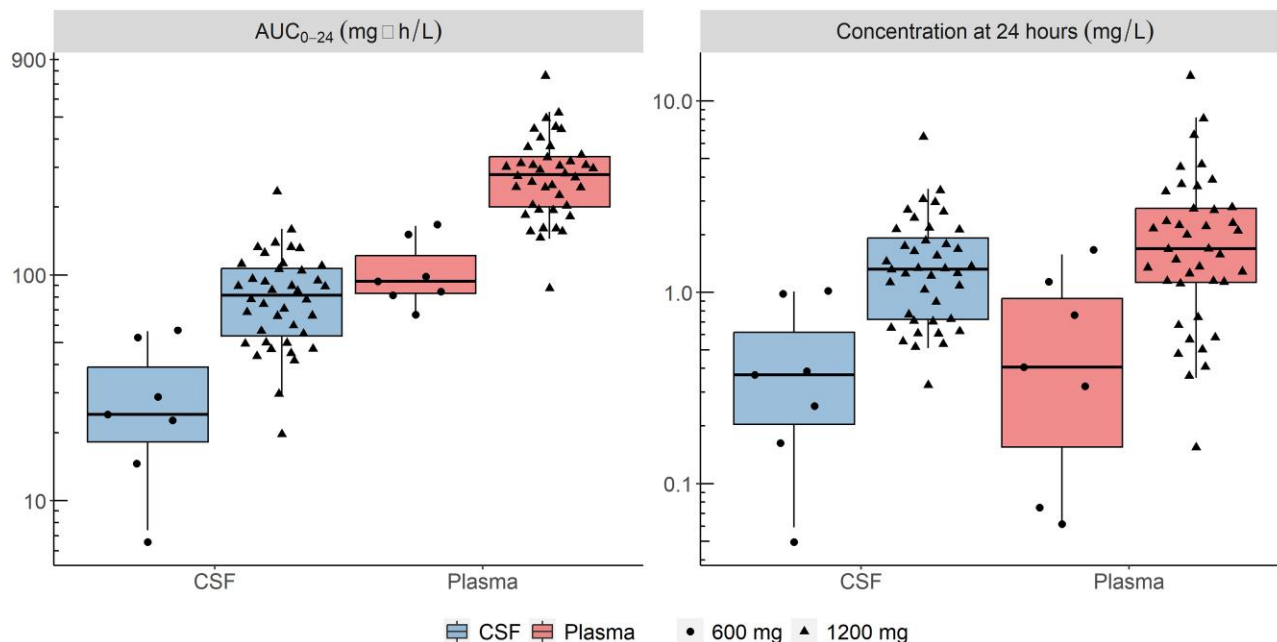 AUC0–24 (mg□h/L)
Concentration at 24 hours (mg/L)
900
100
10
CSF
Plasma
10.0
1.0
0.1
CSF
Plasma
CSF Plasma 600 mg 1200 mg